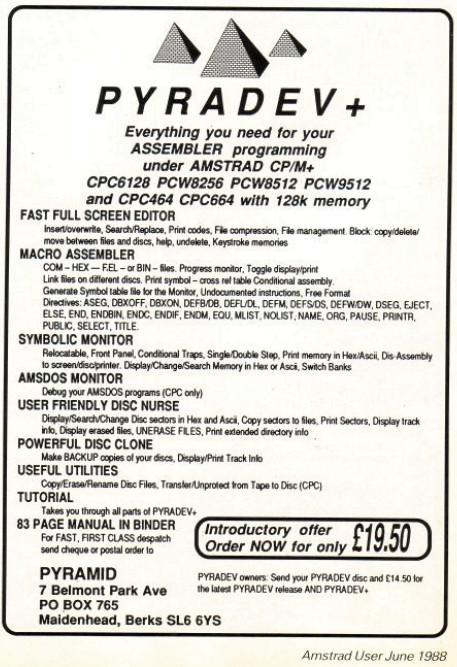 PYRADEV+
Everything you need for your
ASSEMBLER programming
under AMSTRAD CP/M+
CPC6128 PCW8256 PCW8512 PCW9512
and CPC464 CPC664 with 128k memory
FAST FULL SCREEN EDITOR
Insert/overwrite, Search/Replace, Print codes, File compression, File management. Block: copy/delete/
move between files and discs, help, undelete, Keystroke memories
MACRO ASSEMBLER
COM – HEX — F.EL – or BIN – files. Progress monitor, Toggle display/print
Link files on different discs. Print symbol – cross ref table Conditional assembly.
Generate Symbol table file for the Monitor, Undocumented instructions, Free Format
Directives: ASEG, DBXOFF, DBXON, DEFB/DB, DEFL/DL, DEFM, DEFS/DS, DEFW/DW, DSEG, EJECT,
ELSE, END, ENDBIN, ENDC, ENDIF, ENDM, EQU, MLIST, NOLIST, NAME, ORG, PAUSE, PRINTR,
PUBLIC, SELECT, TITLE.
SYMBOLIC MONITOR
Relocatable, Front Panel, Conditional Traps, Single/Double Step, Print memory in Hex/Ascii, Dis-Assembly
to screen/disc/printer. Display/Change/Search Memory in Hex or Ascii, Switch Banks
AMSDOS MONITOR
Debug your AMSDOS programs (CPC only)
USER FRIENDLY DISC NURSE
Display/Search/Change Disc sectors in Hex and Ascii, Copy sectors to files, Print Sectors, Display track
info, Display erased files, UNERASE FILES, Print extended directory info
POWERFUL DISC CLONE
Make BACKUP copies of your discs, Display/Print Track Info
USEFUL UTILITIES
Copy/Erase/Rename Disc Files, Transfer/Unprotect from Tape to Disc (CPC)
TUTORIAL
Takes you through all parts of PYRADEV+
83 PAGE MANUAL IN BINDER
For FAST, FIRST CLASS despatch
send cheque or postal order to
Introductory offer
Order NOW for only £19.50
PYRAMID
7 Belmont Park Ave
PO BOX 765
Maidenhead, Berks SL6 6YS
PYRADEV owners: Send your PYRADEV disc and £14.50 for
the latest PYRADEV release AND PYRADEV+
Amstrad User June 1988